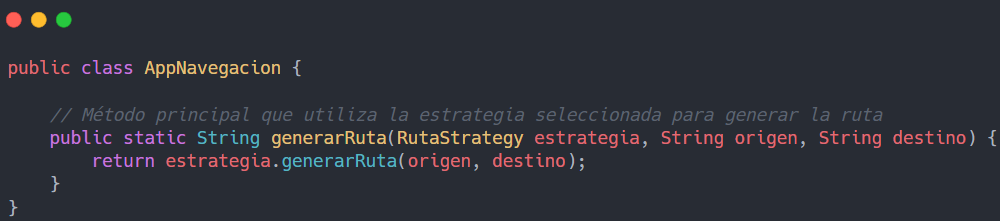 public class AppNavegacion {
// Método principal que utiliza la estrategia seleccionada para generar la ruta
public static String generarRuta(RutaStrategy estrategia, String origen, String destino) {
return estrategia.generarRuta(origen, destino);
}
}